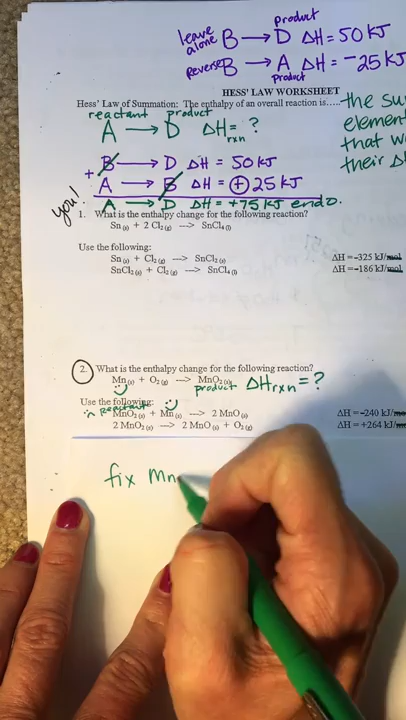 product
leave alone B → D ΔH = 50 KJ
reverse B → A ΔH = -25 KJ
product
HESS' LAW WORKSHEET
Hess' Law of Summation: The enthalpy of an overall reaction is…..the su
element
that w
their Δ
reactant product
A → D ΔHrxn = ?
B → D ΔH = 50 KJ
+ A → B ΔH = + 25 KJ
you! A → D ΔH = +75 KJ endo.
1. What is the enthalpy change for the following reaction?
Sn (s) + 2 Cl2 (g) ---> SnCl4 (l)
Use the following:
Sn (s) + Cl2 (g) ---> SnCl2 (s) ΔH = -325 kJ/mol
SnCl2 (s) + Cl2 (g) ---> SnCl4 (l) ΔH = -186 kJ/mol
2. What is the enthalpy change for the following reaction?
Mn (s) + O2 (g) ---> MnO2 (s)
product ΔHrxn = ?
Use the following:
Reactant
MnO2 (s) + Mn (s) ---> 2 MnO (s) ΔH = -240 kJ/mo
2 MnO2 (s) ---> 2 MnO (s) + O2 (g) ΔH = +264 kJ/m
fix Mn